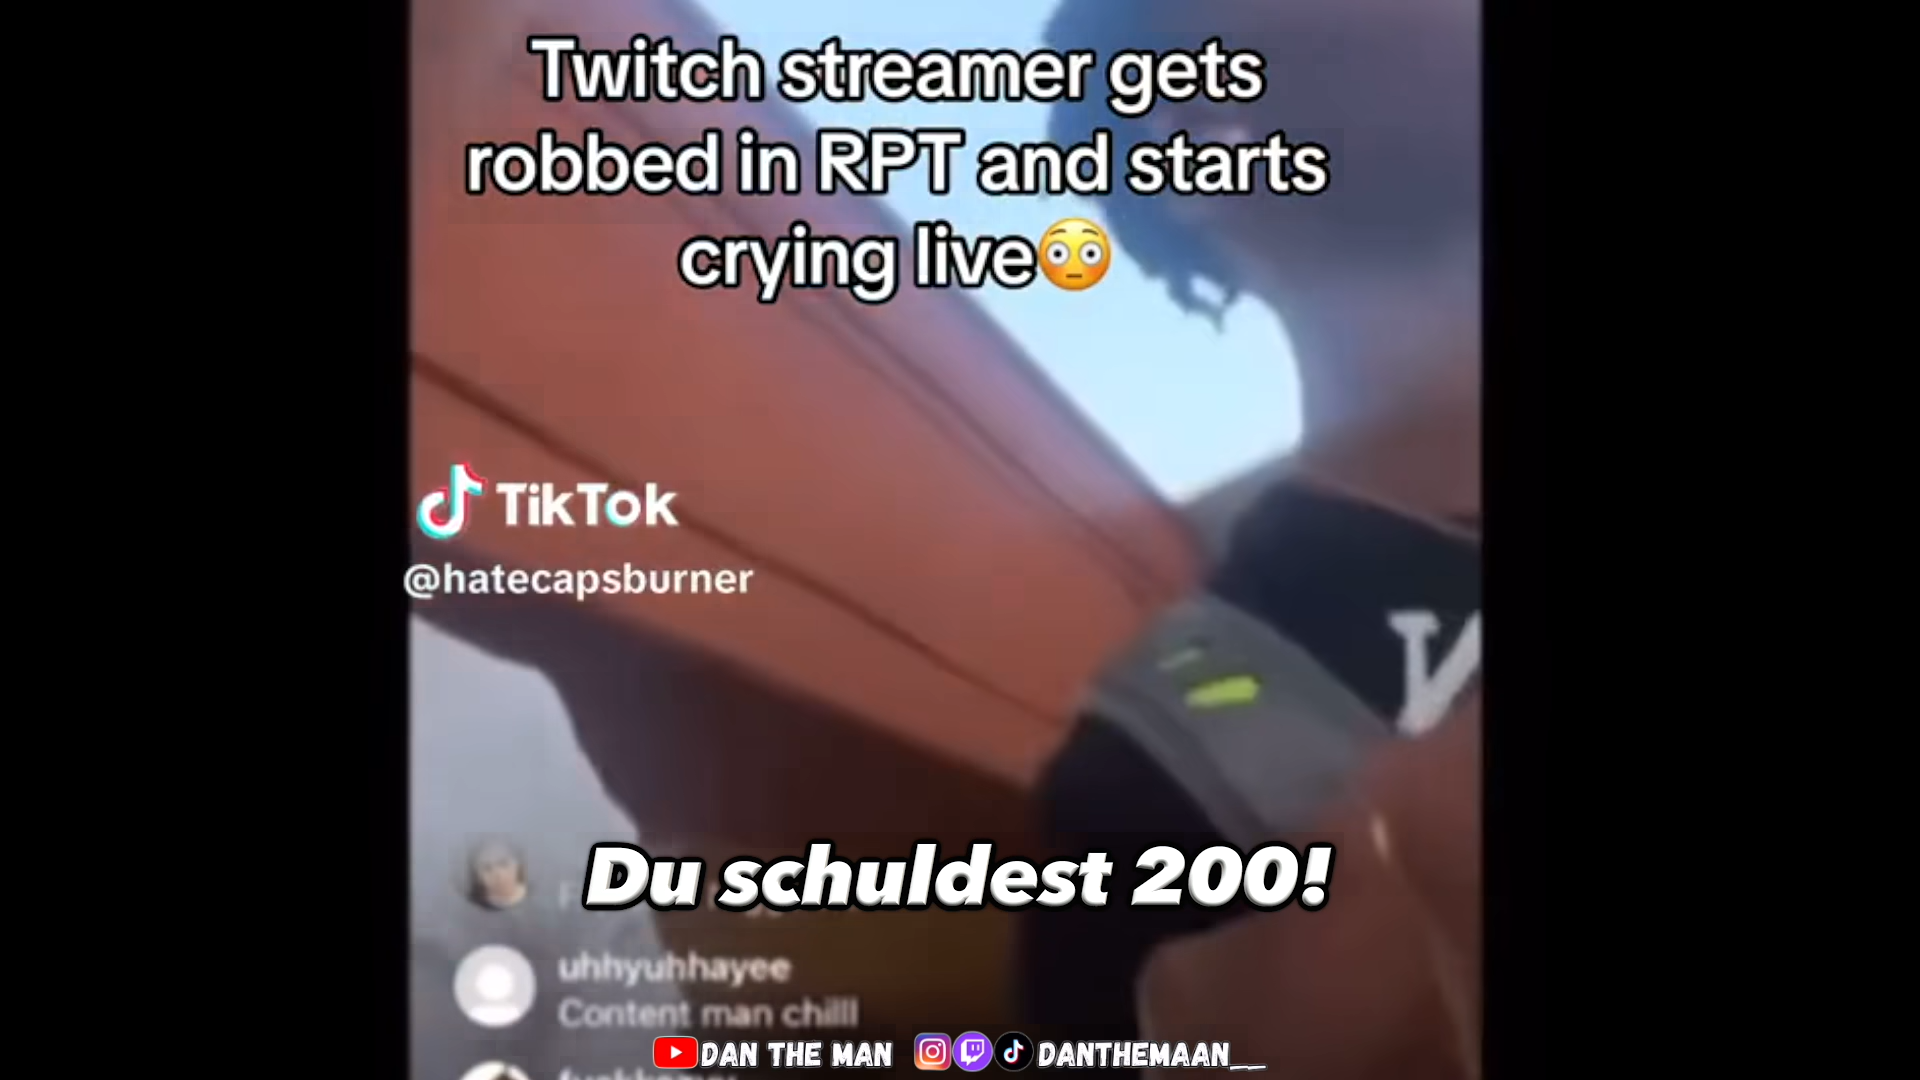 Twitch streamer gets
robbed in RPT and starts
crying live😳
TikTok
@hatecapsburner
Du schuldest 200!
uhhyuhhayee
Content man chilll
DAN THE MAN
DANTHEMAAN__